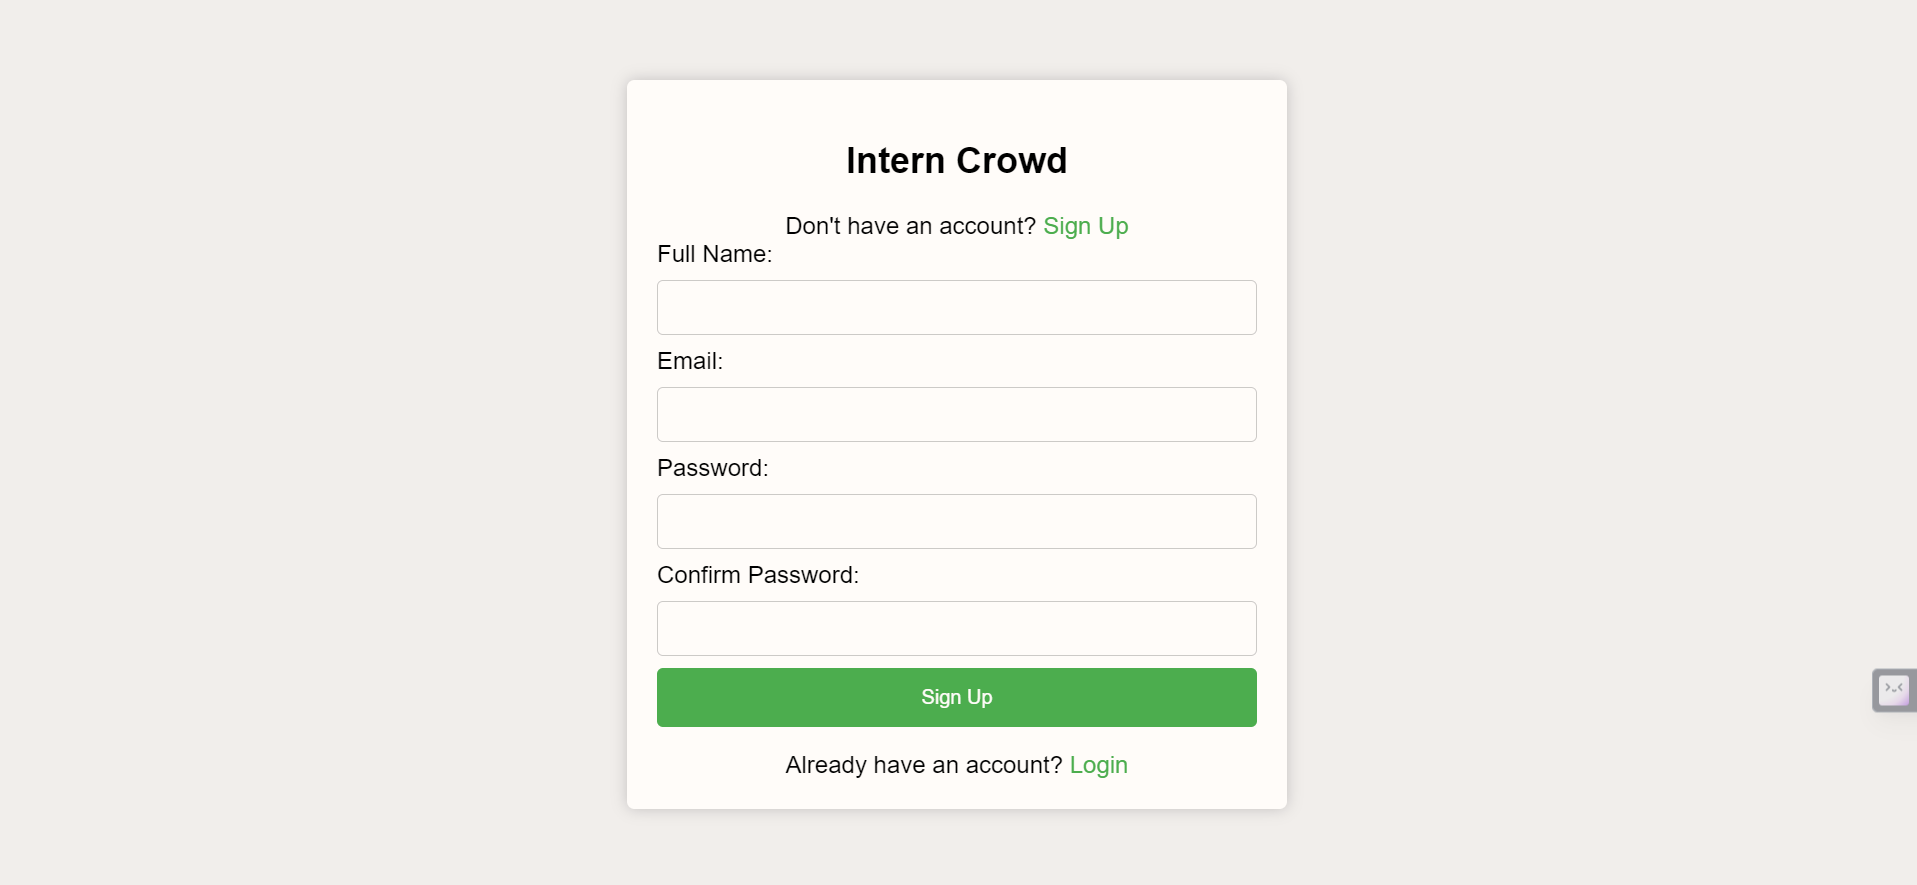 Intern Crowd
Don't have an account? Sign Up
Full Name:
Email:
Password:
Confirm Password:
Sign Up
Already have an account? Login